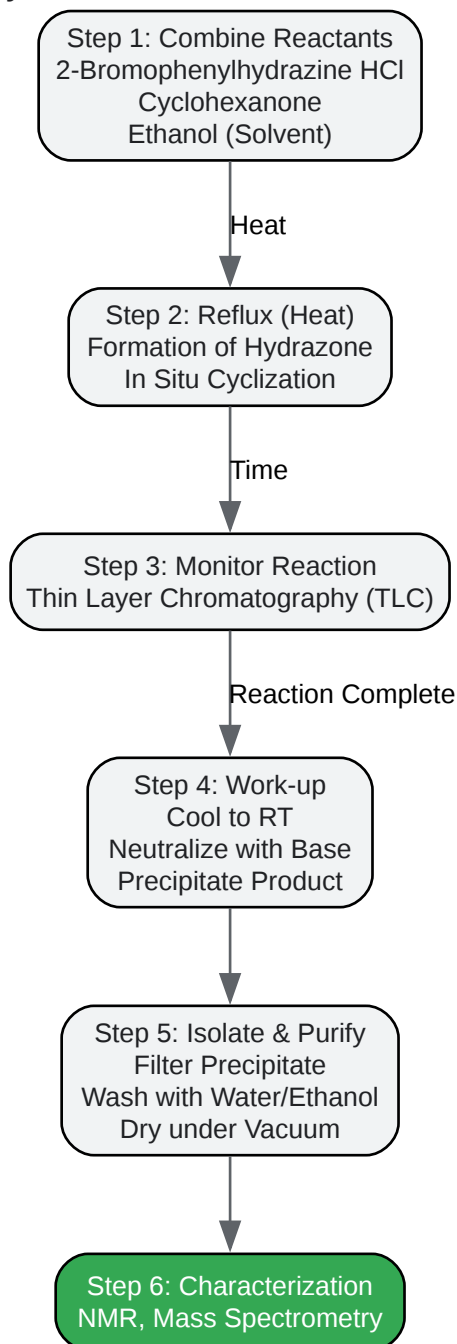 Step 1: Combine Reactants
2-Bromophenylhydrazine HCl
Cyclohexanone
Ethanol (Solvent)
Heat
Step 2: Reflux (Heat)
Formation of Hydrazone
In Situ Cyclization
Time
Step 3: Monitor Reaction
Thin Layer Chromatography (TLC)
Reaction Complete
Step 4: Work-up
Cool to RT
Neutralize with Base
Precipitate Product
Step 5: Isolate & Purify
Filter Precipitate
Wash with Water/Ethanol
Dry under Vacuum
Step 6: Characterization
NMR, Mass Spectrometry